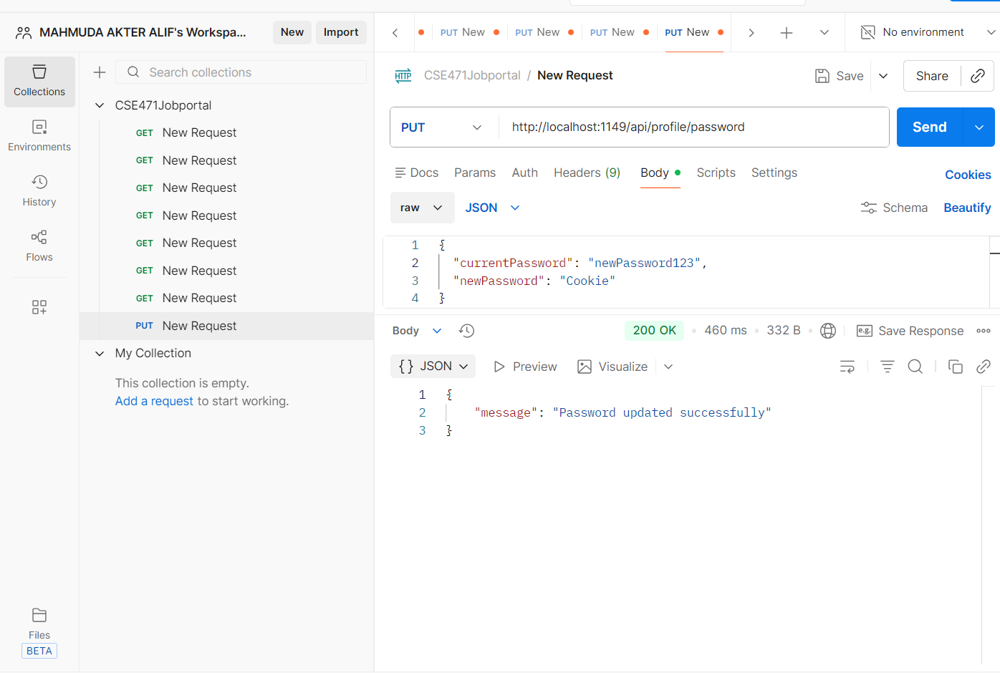 MAHMUDA AKTER ALIF's Workspa...
New
Import
PUT New
PUT New
PUT New
PUT New
No environment
Collections
Environments
History
Flows
Files
BETA
Search collections
CSE471Jobportal
GET New Request
GET New Request
GET New Request
GET New Request
GET New Request
GET New Request
GET New Request
PUT New Request
My Collection
This collection is empty.
Add a request to start working.
HTTP CSE471Jobportal / New Request
Save
Share
PUT
http://localhost:1149/api/profile/password
Send
Docs Params Auth Headers (9) Body Scripts Settings
Cookies
raw
JSON
Schema
Beautify
1 {
2 "currentPassword": "newPassword123",
3 "newPassword": "Cookie"
4 }
Body
200 OK
460 ms
332 B
e.g. Save Response
{} JSON
Preview
Visualize
1 {
2 "message": "Password updated successfully"
3 }